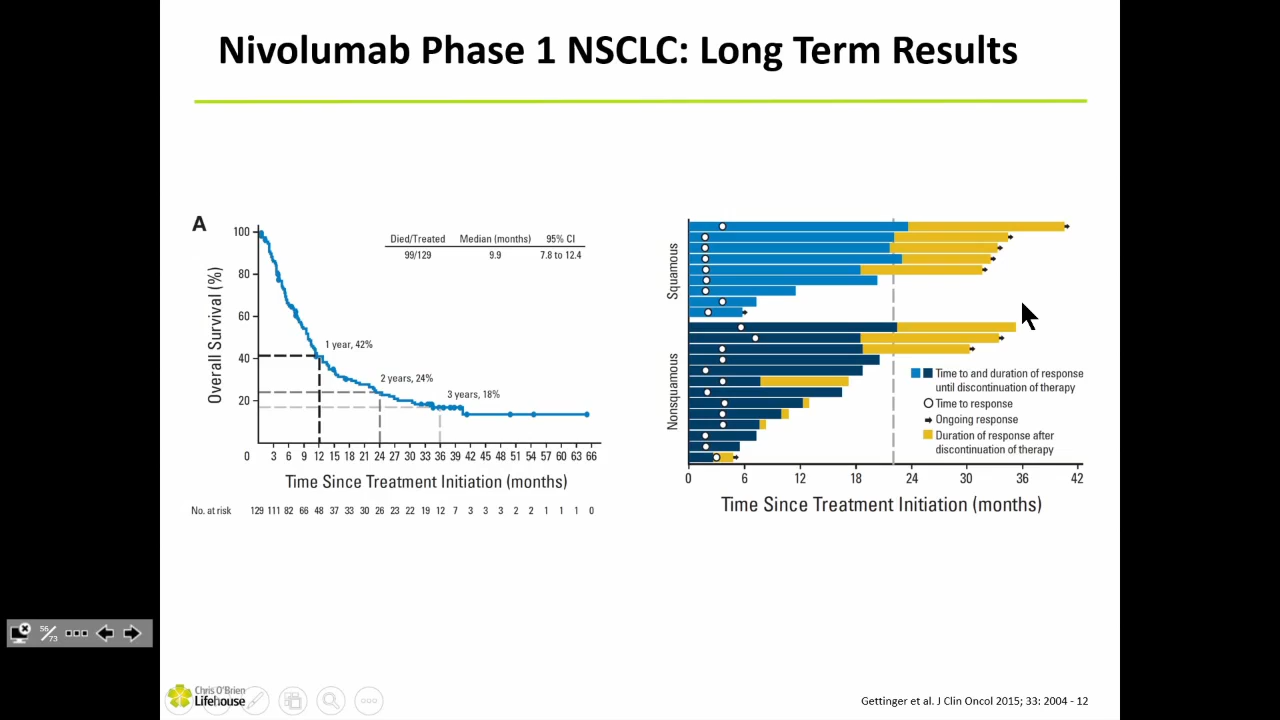 Nivolumab Phase 1 NSCLC: Long Term Results
A
Died/Treated Median (months) 95% CI
99/129 9.9 7.8 to 12.4
Overall Survival (%)
100
80
60
40
20
1 year, 42%
2 years, 24%
3 years, 18%
0 3 6 9 12 15 18 21 24 27 30 33 36 39 42 45 48 51 54 57 60 63 66
Time Since Treatment Initiation (months)
No. at risk 129 111 82 66 48 37 33 30 26 23 22 19 12 7 3 3 3 2 2 1 1 1 0
Squamous
Nonsquamous
Time to and duration of response
until discontinuation of therapy
Time to response
Ongoing response
Duration of response after
discontinuation of therapy
0 6 12 18 24 30 36 42
Time Since Treatment Initiation (months)
56/73
Chris O'Brien
Lifehouse
Gettinger et al. J Clin Oncol 2015; 33: 2004 - 12